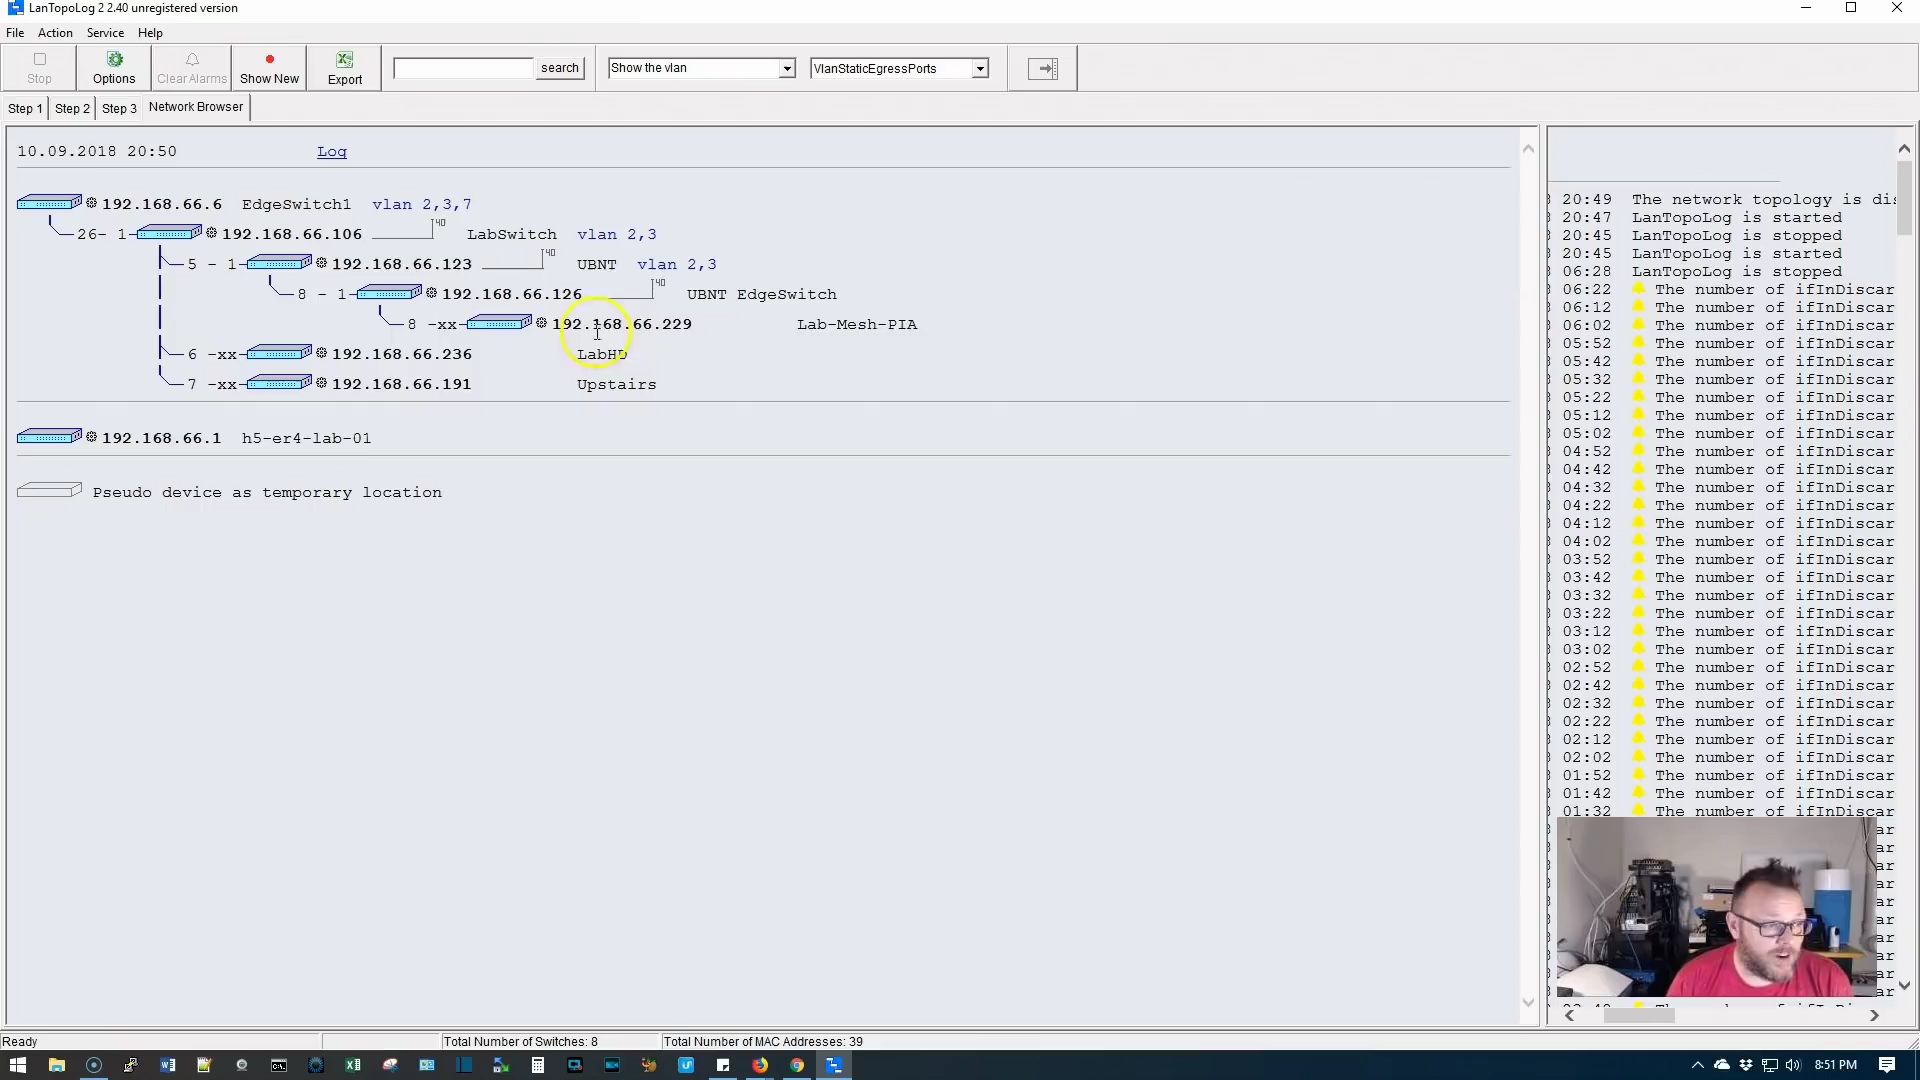 LanTopoLog 2 2.40 unregistered version
File Action Service Help
Stop Options Clear Alarms Show New Export search Show the vlan VlanStaticEgressPorts
Step 1 Step 2 Step 3 Network Browser
10.09.2018 20:50 Log
192.168.66.6 EdgeSwitch1 vlan 2,3,7
26- 1 192.168.66.106 40 LabSwitch vlan 2,3
5 - 1 192.168.66.123 40 UBNT vlan 2,3
8 - 1 192.168.66.126 40 UBNT EdgeSwitch
8 -xx 192.168.66.229 Lab-Mesh-PIA
6 -xx 192.168.66.236 LabHD
7 -xx 192.168.66.191 Upstairs
192.168.66.1 h5-er4-lab-01
Pseudo device as temporary location
20:49 The network topology is dis
20:47 LanTopoLog is started
20:45 LanTopoLog is stopped
20:45 LanTopoLog is started
06:28 LanTopoLog is stopped
06:22 The number of ifInDiscar
06:12 The number of ifInDiscar
06:02 The number of ifInDiscar
05:52 The number of ifInDiscar
05:42 The number of ifInDiscar
05:32 The number of ifInDiscar
05:22 The number of ifInDiscar
05:12 The number of ifInDiscar
05:02 The number of ifInDiscar
04:52 The number of ifInDiscar
04:42 The number of ifInDiscar
04:32 The number of ifInDiscar
04:22 The number of ifInDiscar
04:12 The number of ifInDiscar
04:02 The number of ifInDiscar
03:52 The number of ifInDiscar
03:42 The number of ifInDiscar
03:32 The number of ifInDiscar
03:22 The number of ifInDiscar
03:12 The number of ifInDiscar
03:02 The number of ifInDiscar
02:52 The number of ifInDiscar
02:42 The number of ifInDiscar
02:32 The number of ifInDiscar
02:22 The number of ifInDiscar
02:12 The number of ifInDiscar
02:02 The number of ifInDiscar
01:52 The number of ifInDiscar
01:42 The number of ifInDiscar
01:32 The number of ifInDiscar
Ready Total Number of Switches: 8 Total Number of MAC Addresses: 39
8:51 PM